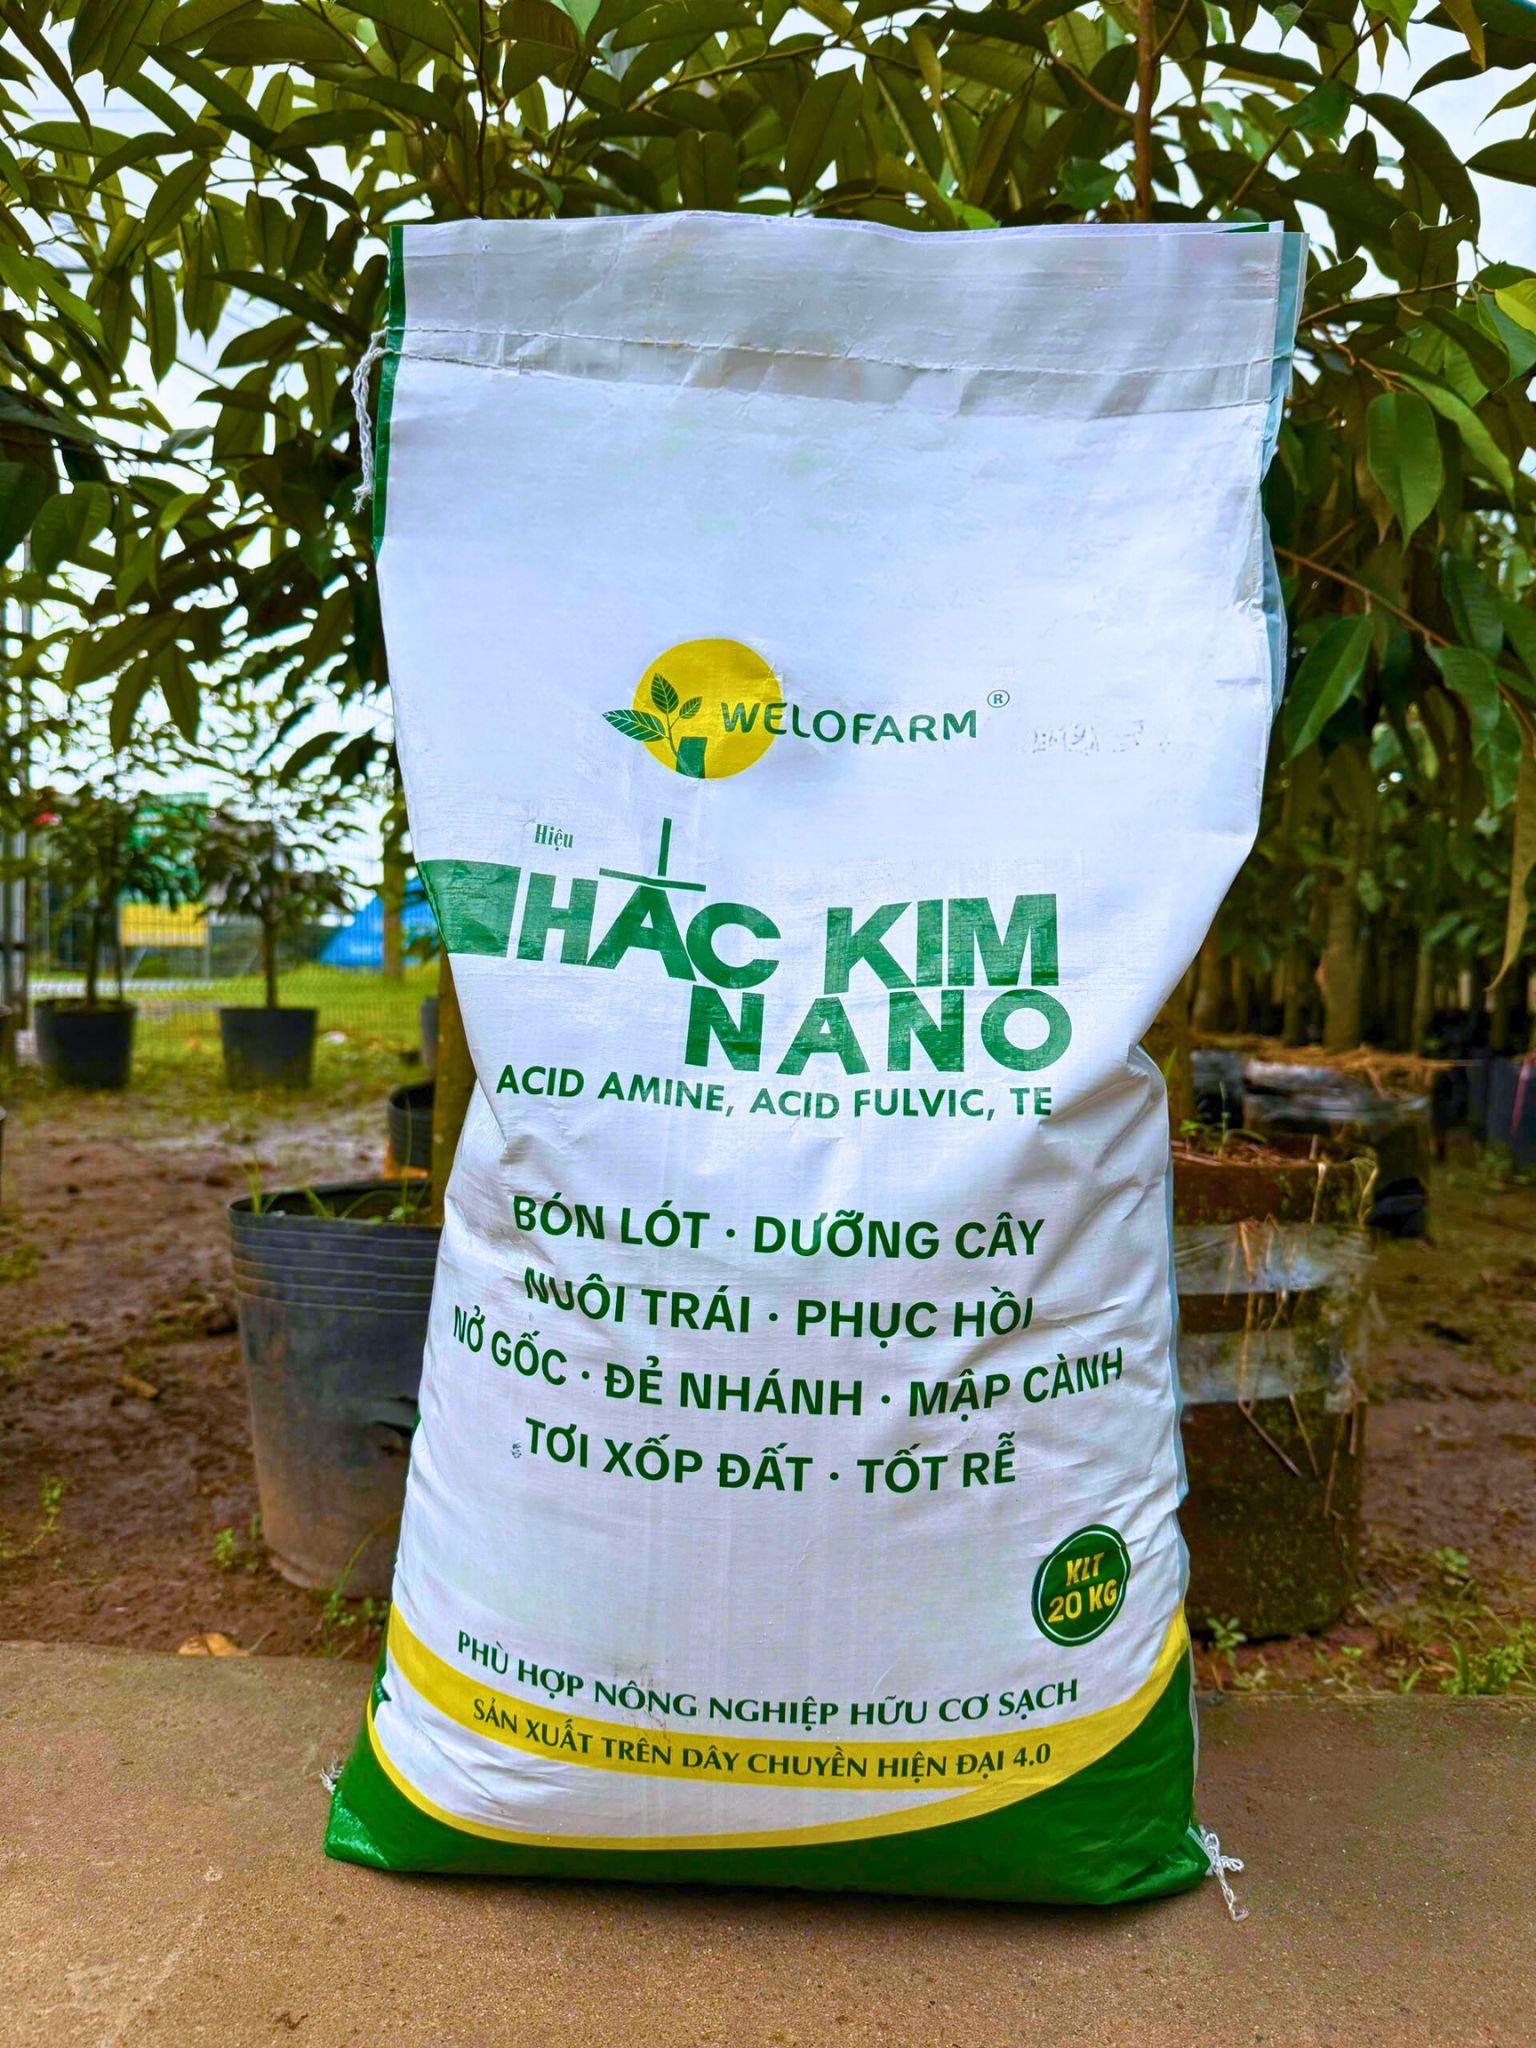 WELOFARM ®
Hiệu
HẮC KIM
NANO
ACID AMINE, ACID FULVIC, TE
BÓN LÓT · DƯỠNG CÂY
NUÔI TRÁI · PHỤC HỒI
NỞ GỐC · ĐẺ NHÁNH · MẬP CÀNH
TƠI XỐP ĐẤT · TỐT RỄ
KLT
20 KG
PHÙ HỢP NÔNG NGHIỆP HỮU CƠ SẠCH
SẢN XUẤT TRÊN DÂY CHUYỀN HIỆN ĐẠI 4.0